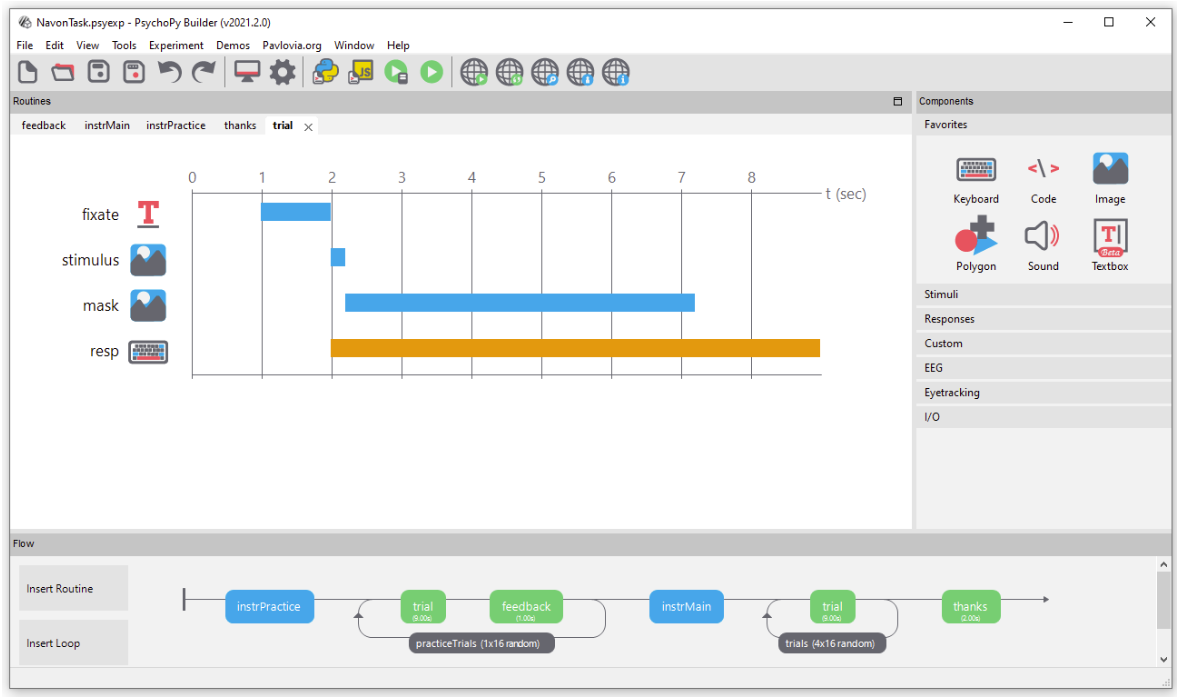 NavonTask.psyexp - PsychoPy Builder (v2021.2.0)
File Edit View Tools Experiment Demos Pavlovia.org Window Help
JS
Routines
Components
feedback instrMain instrPractice thanks trial
Favorites
0 1 2 3 4 5 6 7 8
t (sec)
fixate T
stimulus
mask
resp
Keyboard Code Image
T
Beta
Polygon Sound Textbox
Stimuli
Responses
Custom
EEG
Eyetracking
I/O
Flow
Insert Routine
Insert Loop
instrPractice
trial
(9.00s)
feedback
(1.00s)
practiceTrials (1x16 random)
instrMain
trial
(9.00s)
trials (4x16 random)
thanks
(2.00s)